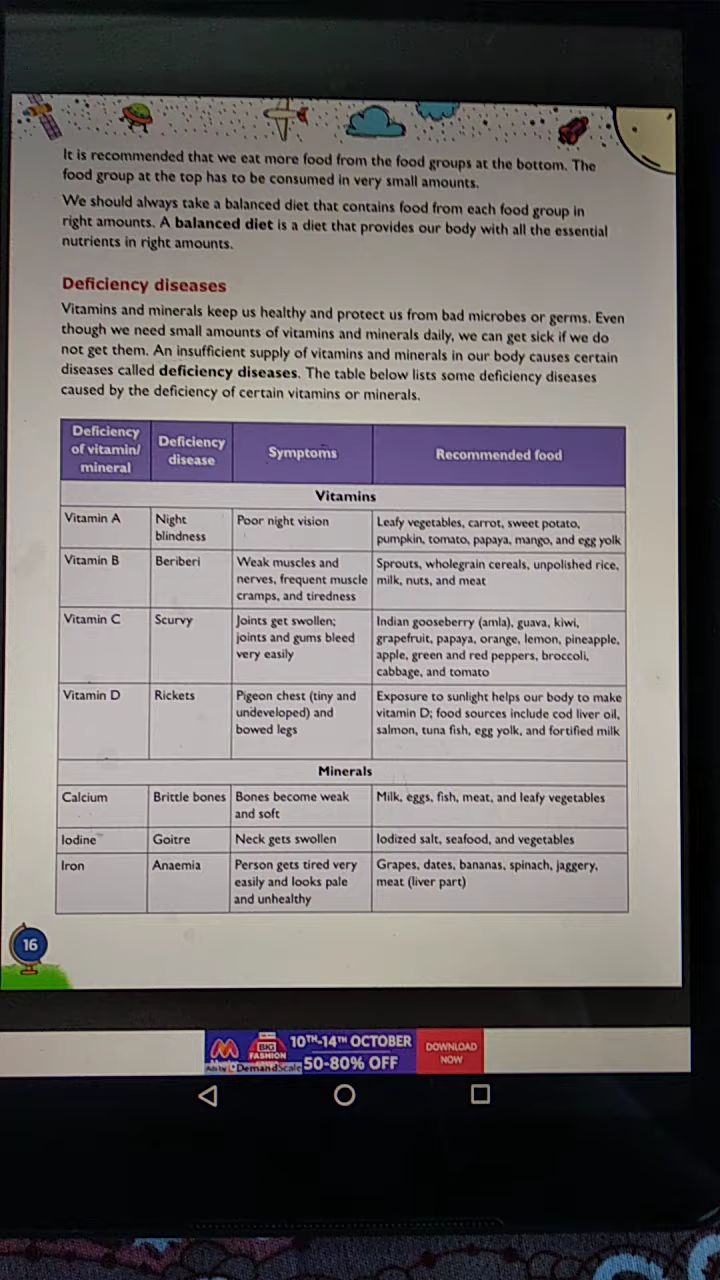 It is recommended that we eat more food from the food groups at the bottom. The
food group at the top has to be consumed in very small amounts.
We should always take a balanced diet that contains food from each food group in
right amounts. A balanced diet is a diet that provides our body with all the essential
nutrients in right amounts.
Deficiency diseases
Vitamins and minerals keep us healthy and protect us from bad microbes or germs. Even
though we need small amounts of vitamins and minerals daily, we can get sick if we do
not get them. An insufficient supply of vitamins and minerals in our body causes certain
diseases called deficiency diseases. The table below lists some deficiency diseases
caused by the deficiency of certain vitamins or minerals.
Deficiency
of vitamin/
mineral
Deficiency
disease
Symptoms
Recommended food
Vitamins
Vitamin A
Night
blindness
Poor night vision
Leafy vegetables, carrot, sweet potato,
pumpkin, tomato, papaya, mango, and egg yolk
Vitamin B
Beriberi
Weak muscles and
nerves, frequent muscle
cramps, and tiredness
Sprouts, wholegrain cereals, unpolished rice,
milk, nuts, and meat
Vitamin C
Scurvy
Joints get swollen;
joints and gums bleed
very easily
Indian gooseberry (amla), guava, kiwi,
grapefruit, papaya, orange, lemon, pineapple,
apple, green and red peppers, broccoli,
cabbage, and tomato
Vitamin D
Rickets
Pigeon chest (tiny and
undeveloped) and
bowed legs
Exposure to sunlight helps our body to make
vitamin D; food sources include cod liver oil,
salmon, tuna fish, egg yolk, and fortified milk
Minerals
Calcium
Brittle bones
Bones become weak
and soft
Milk, eggs, fish, meat, and leafy vegetables
Iodine
Goitre
Neck gets swollen
Iodized salt, seafood, and vegetables
Iron
Anaemia
Person gets tired very
easily and looks pale
and unhealthy
Grapes, dates, bananas, spinach, jaggery,
meat (liver part)
16
BIG
FASHION
10TH-14TH OCTOBER
50-80% OFF
DOWNLOAD
NOW
Ads by DemandScale